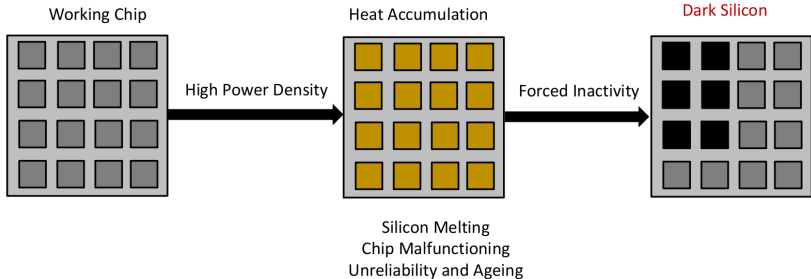 Working Chip
High Power Density
Heat Accumulation
Silicon Melting
Chip Malfunctioning
Unreliability and Ageing
Forced Inactivity
Dark Silicon